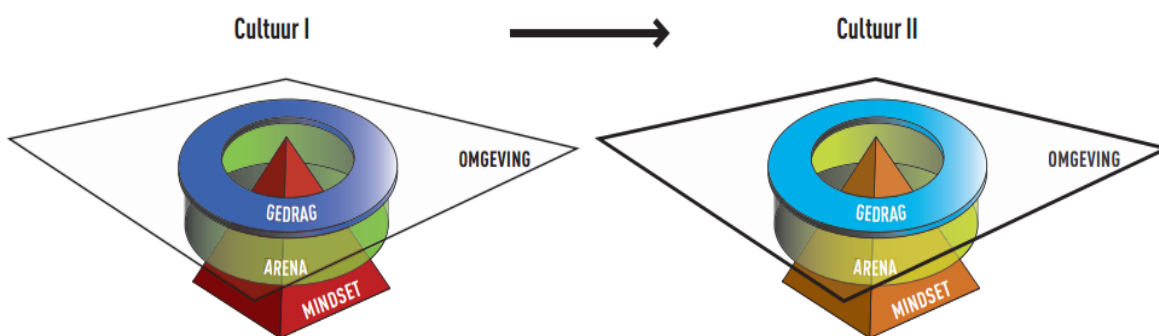 Cultuur I
Cultuur II
OMGEVING
GEDRAG
ARENA
MINDSET
OMGEVING
GEDRAG
ARENA
MINDSET